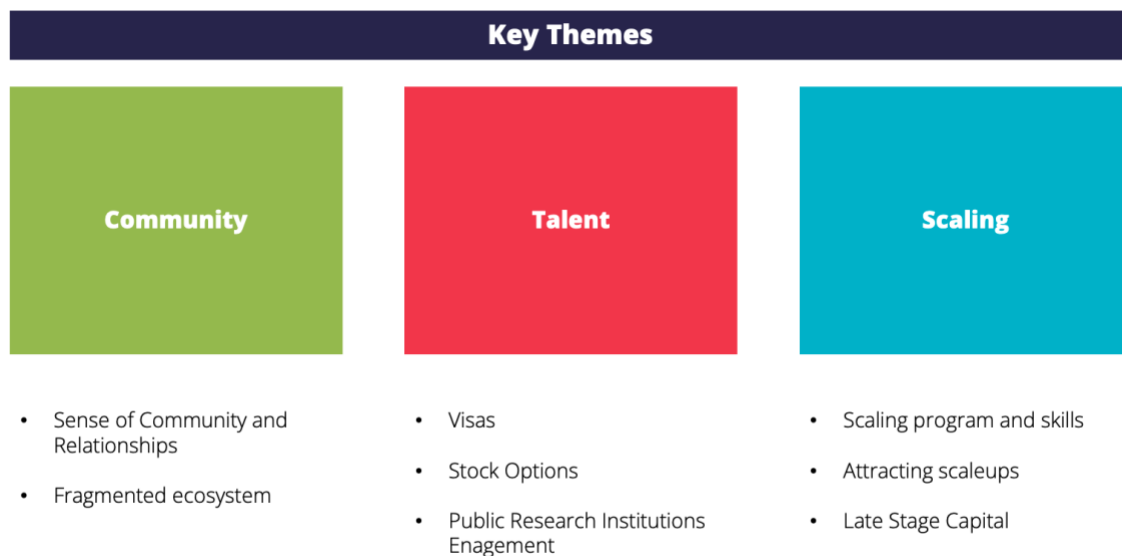 Key Themes
Community
Talent
Scaling
• Sense of Community and
Relationships
• Fragmented ecosystem
• Visas
• Stock Options
• Public Research Institutions
Enagement
• Scaling program and skills
• Attracting scaleups
• Late Stage Capital